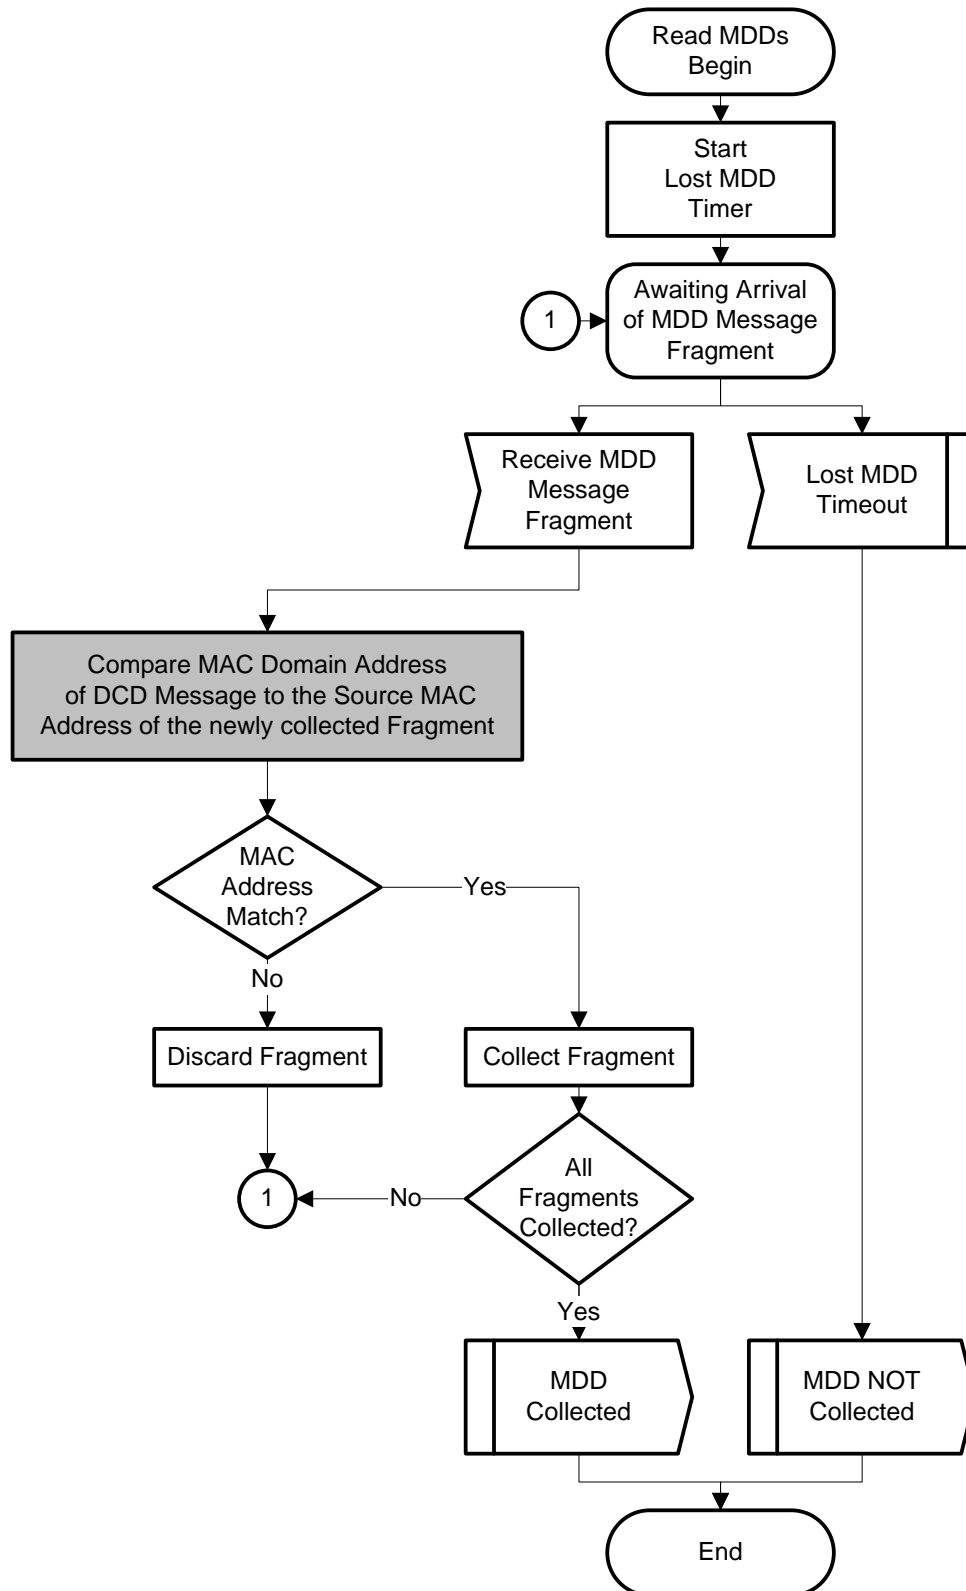 Read MDDs
Begin
Start
Lost MDD
Timer
1
Awaiting Arrival
of MDD Message
Fragment
Receive MDD
Message
Fragment
Lost MDD
Timeout
Compare MAC Domain Address
of DCD Message to the Source MAC
Address of the newly collected Fragment
MAC
Address
Match?
Yes
No
Discard Fragment
Collect Fragment
All
Fragments
Collected?
No
1
Yes
MDD
Collected
MDD NOT
Collected
End